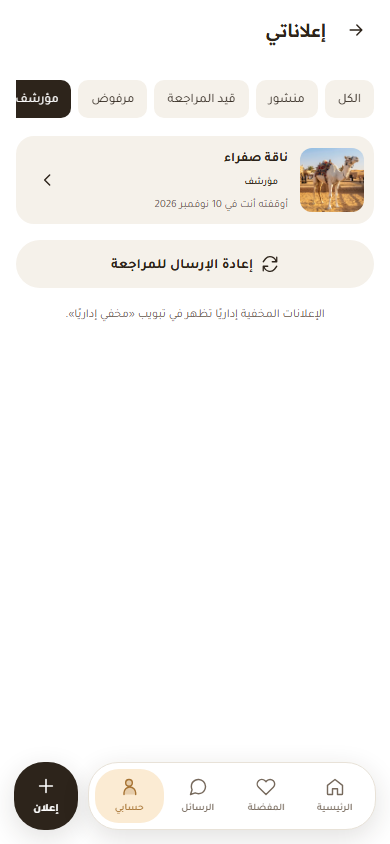 إعلاناتي
الكل
منشور
قيد المراجعة
مرفوض
مؤرشف
ناقة صفراء
مؤرشف
أوقفته أنت في 10 نوفمبر 2026
إعادة الإرسال للمراجعة
الإعلانات المخفية إداريًا تظهر في تبويب «مخفي إداريًا».
الرئيسية
المفضلة
الرسائل
حسابي
إعلان